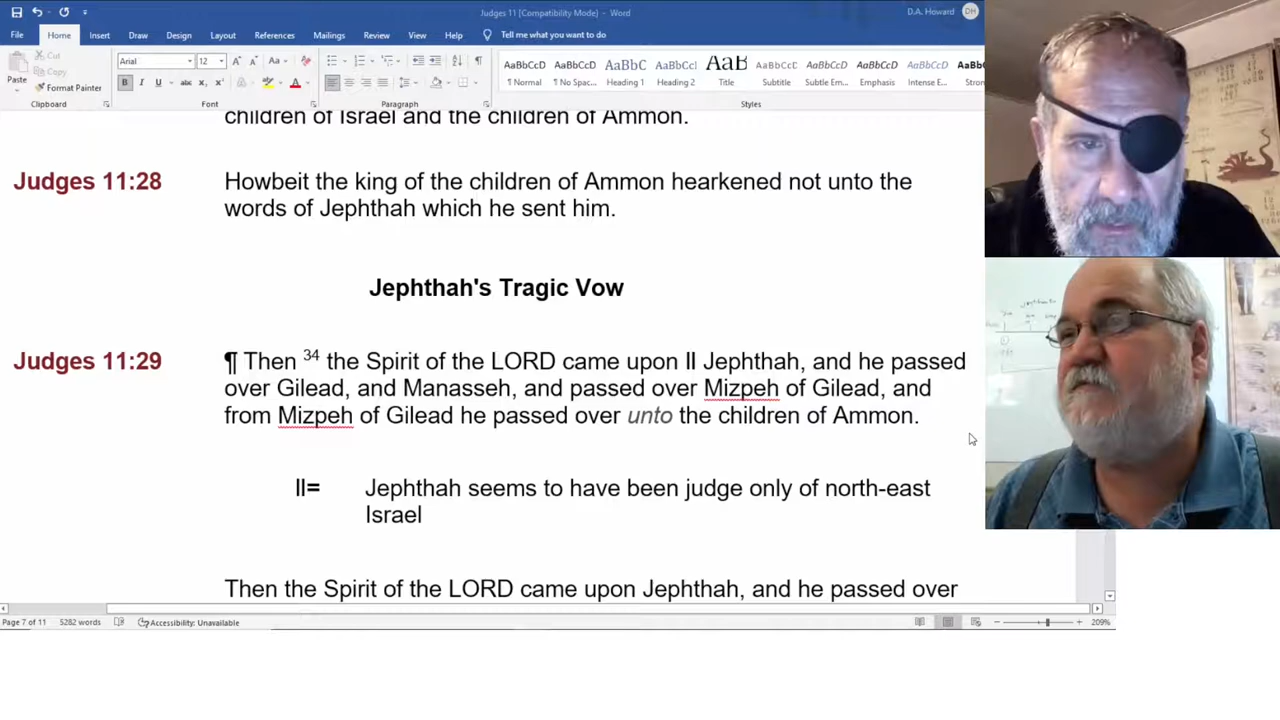 Judges 11 [Compatibility Mode] - Word
D.A. Howard DH
File Home Insert Draw Design Layout References Mailings Review View Help Tell me what you want to do
Paste
Cut
Copy
Format Painter
Clipboard
Arial 12
Font
Paragraph
AaBbCcD AaBbCcD AaBbC AaBbCcI AaB AaBbCcD AaBbCcD AaBbCcD AaBbCcD AaBbC
¶ Normal ¶ No Spac... Heading 1 Heading 2 Title Subtitle Subtle Em... Emphasis Intense E... Stron
Styles
children of Israel and the children of Ammon.
Judges 11:28 Howbeit the king of the children of Ammon hearkened not unto the
words of Jephthah which he sent him.
Jephthah's Tragic Vow
Judges 11:29 ¶ Then 34 the Spirit of the LORD came upon II Jephthah, and he passed
over Gilead, and Manasseh, and passed over Mizpeh of Gilead, and
from Mizpeh of Gilead he passed over unto the children of Ammon.
II= Jephthah seems to have been judge only of north-east
Israel
Then the Spirit of the LORD came upon Jephthah, and he passed over
Page 7 of 11 5282 words Accessibility: Unavailable 209%